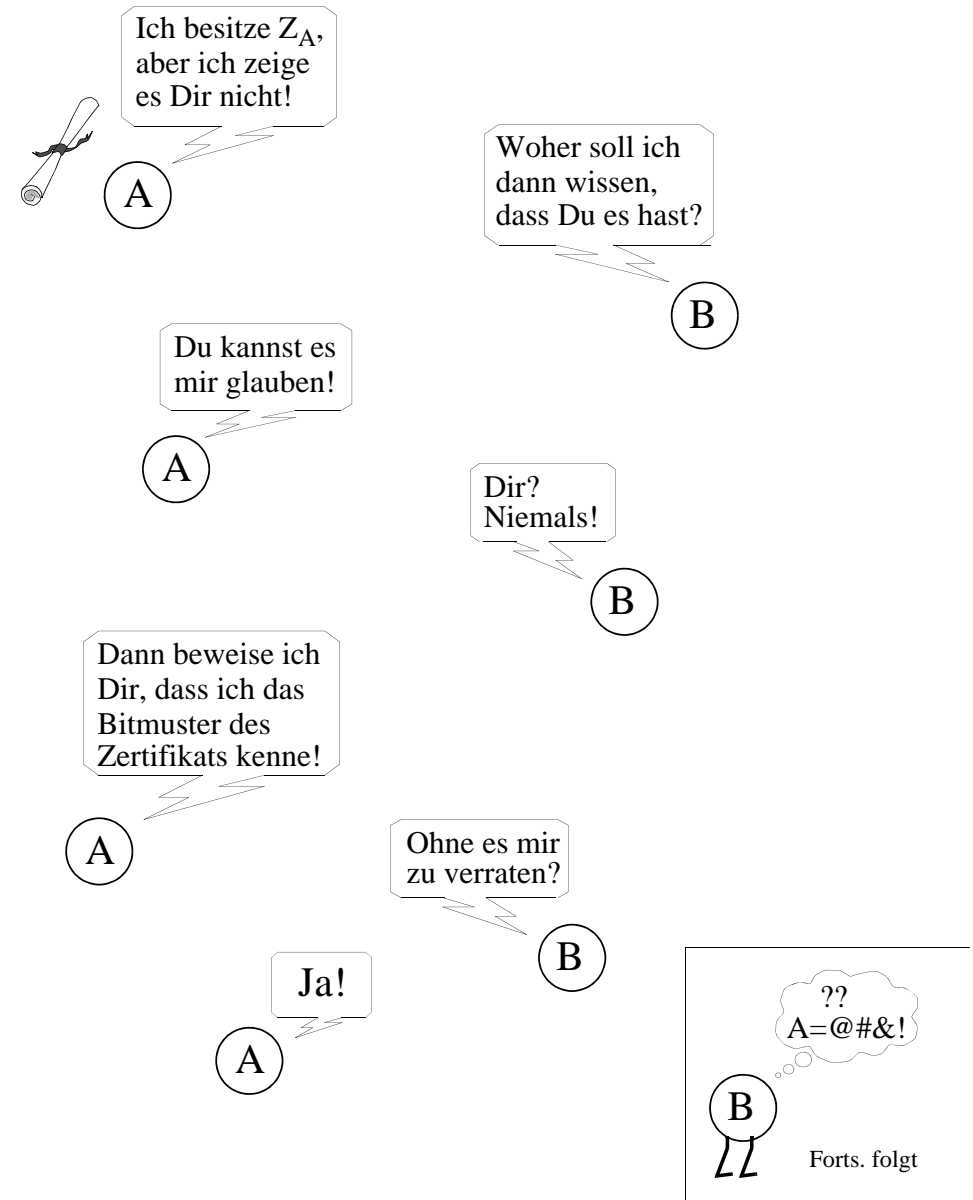 Ich besitze Z_A,
aber ich zeige
es Dir nicht!
A
Woher soll ich
dann wissen,
dass Du es hast?
B
Du kannst es
mir glauben!
A
Dir?
Niemals!
B
Dann beweise ich
Dir, dass ich das
Bitmuster des
Zertifikats kenne!
A
Ohne es mir
zu verraten?
B
Ja!
A
??
A=@#&!
B
Forts. folgt